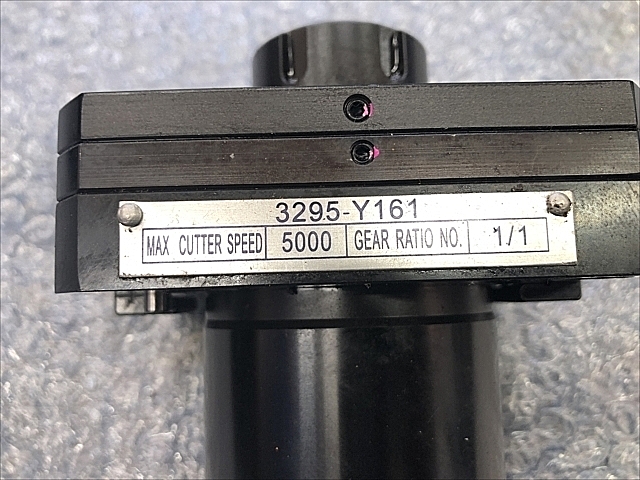 3295-Y161
MAX CUTTER SPEED 5000 GEAR RATIO NO. 1/1